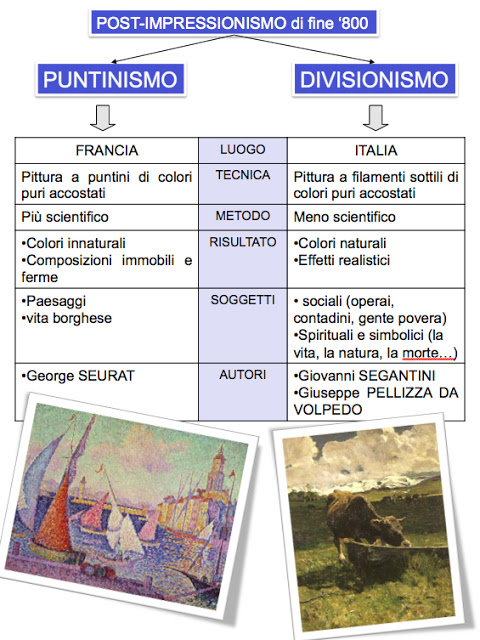 POST-IMPRESSIONISMO di fine ‘800
PUNTINISMO
DIVISIONISMO
FRANCIA
LUOGO
ITALIA
Pittura a puntini di colori
puri accostati
TECNICA
Pittura a filamenti sottili di
colori puri accostati
Più scientifico
METODO
Meno scientifico
•Colori innaturali
•Composizioni immobili e
ferme
RISULTATO
•Colori naturali
•Effetti realistici
•Paesaggi
•vita borghese
SOGGETTI
• sociali (operai,
contadini, gente povera)
•Spirituali e simbolici (la
vita, la natura, la morte…)
•George SEURAT
AUTORI
•Giovanni SEGANTINI
•Giuseppe PELLIZZA DA
VOLPEDO